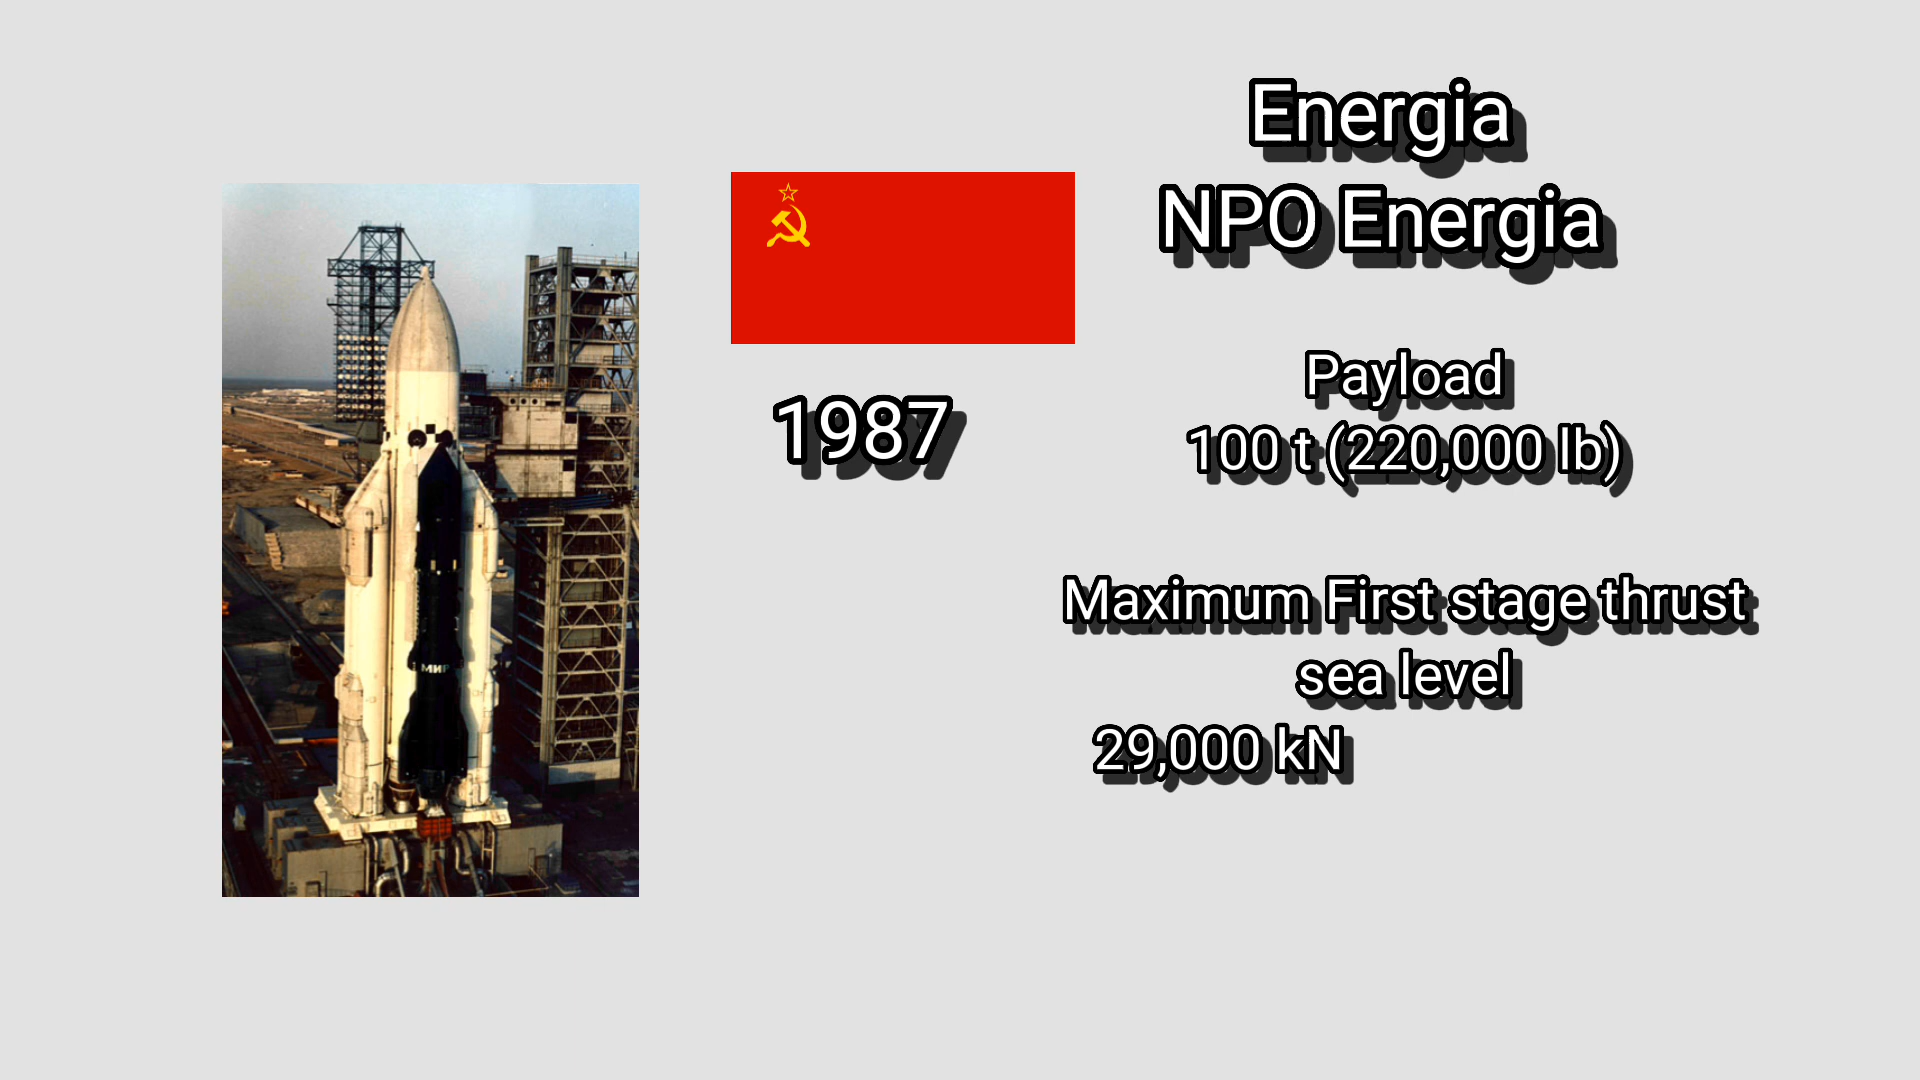 Energia
NPO Energia
1987
Payload
100 t (220,000 lb)
Maximum First stage thrust
sea level
29,000 kN
МИР